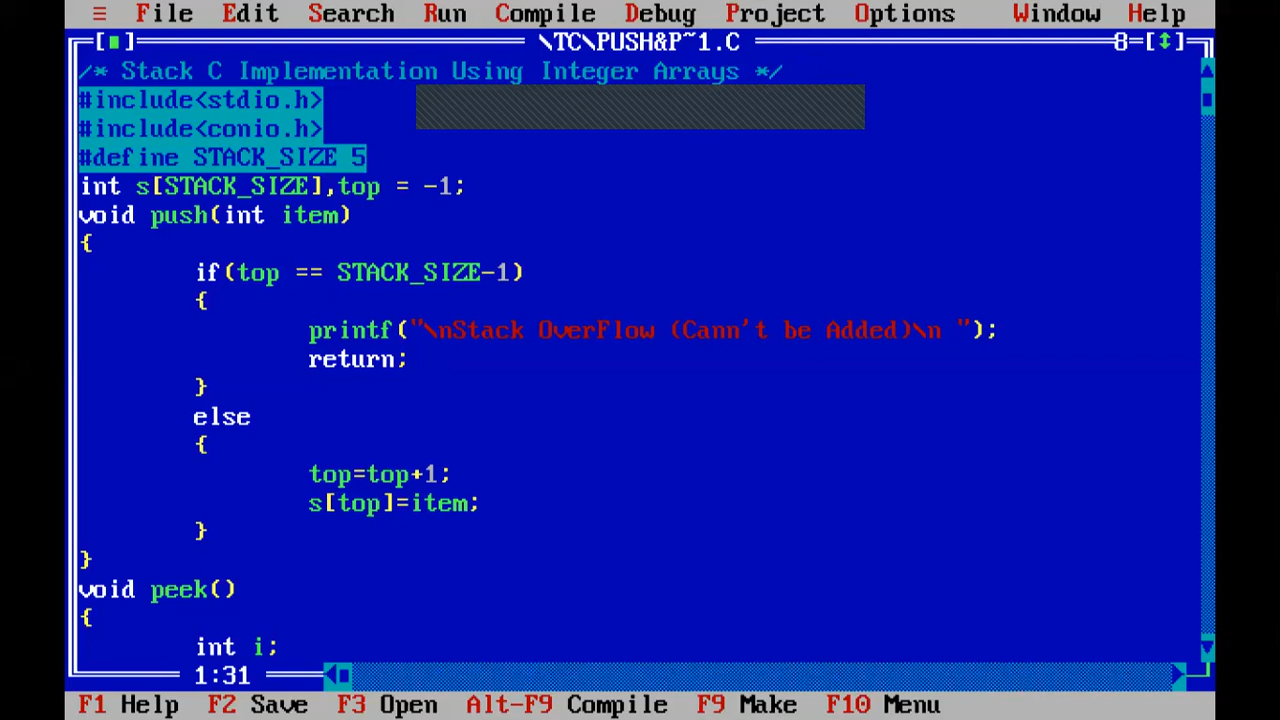 ≡ File Edit Search Run Compile Debug Project Options Window Help
[■] \TC\PUSH&P~1.C 8=[↕]
/* Stack C Implementation Using Integer Arrays */
#include<stdio.h>
#include<conio.h>
#define STACK_SIZE 5
int s[STACK_SIZE],top = -1;
void push(int item)
{
if(top == STACK_SIZE-1)
{
printf("\nStack OverFlow (Cann't be Added)\n ");
return;
}
else
{
top=top+1;
s[top]=item;
}
}
void peek()
{
int i;
1:31
F1 Help F2 Save F3 Open Alt-F9 Compile F9 Make F10 Menu